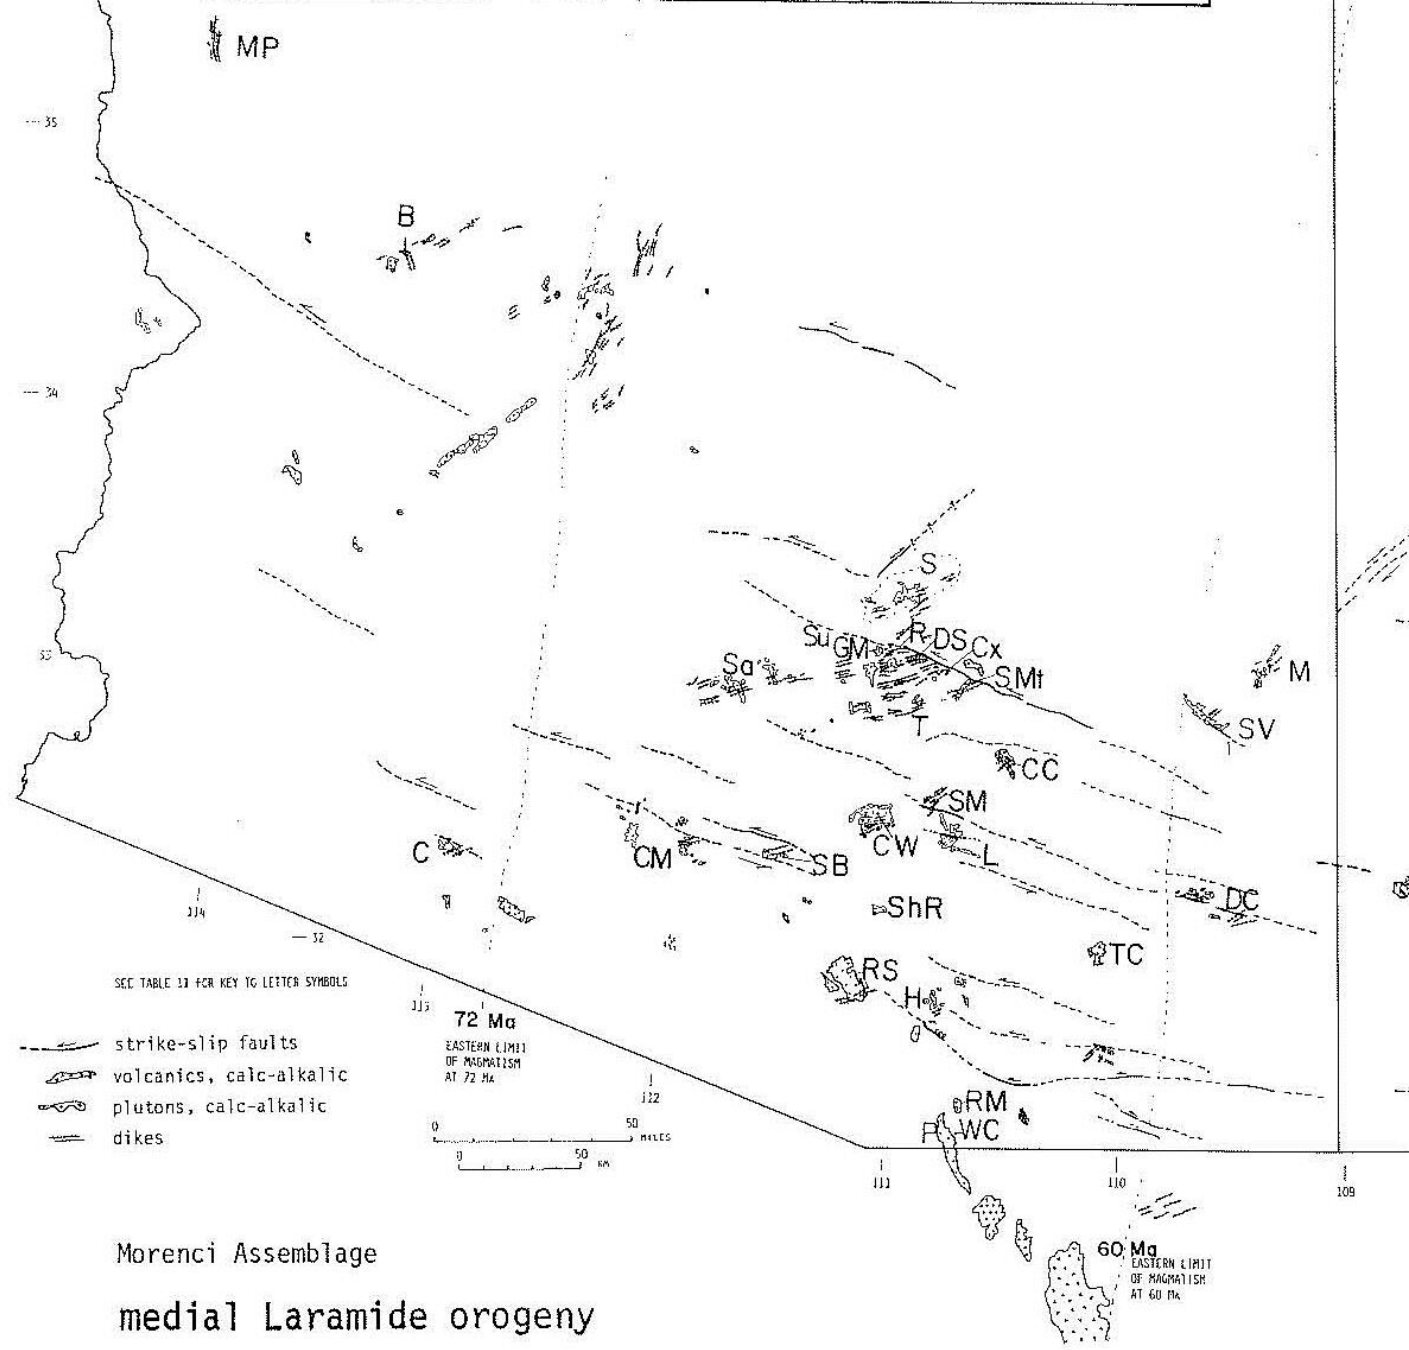 MP
35
B
34
S
Su GM R DS Cx
Sa
SMt
M
SV
T
CC
SM
C
CM
CW
L
SB
DC
ShR
TC
114
32
RS
H
SEE TABLE 11 FOR KEY TO LETTER SYMBOLS
113
72 Ma
EASTERN LIMIT
OF MAGMATISM
AT 72 Ma
strike-slip faults
volcanics, calc-alkalic
plutons, calc-alkalic
dikes
112
0 50 MILES
0 50 KM
RM
P WC
111
110
109
60 Ma
EASTERN LIMIT
OF MAGMATISM
AT 60 Ma
Morenci Assemblage
medial Laramide orogeny